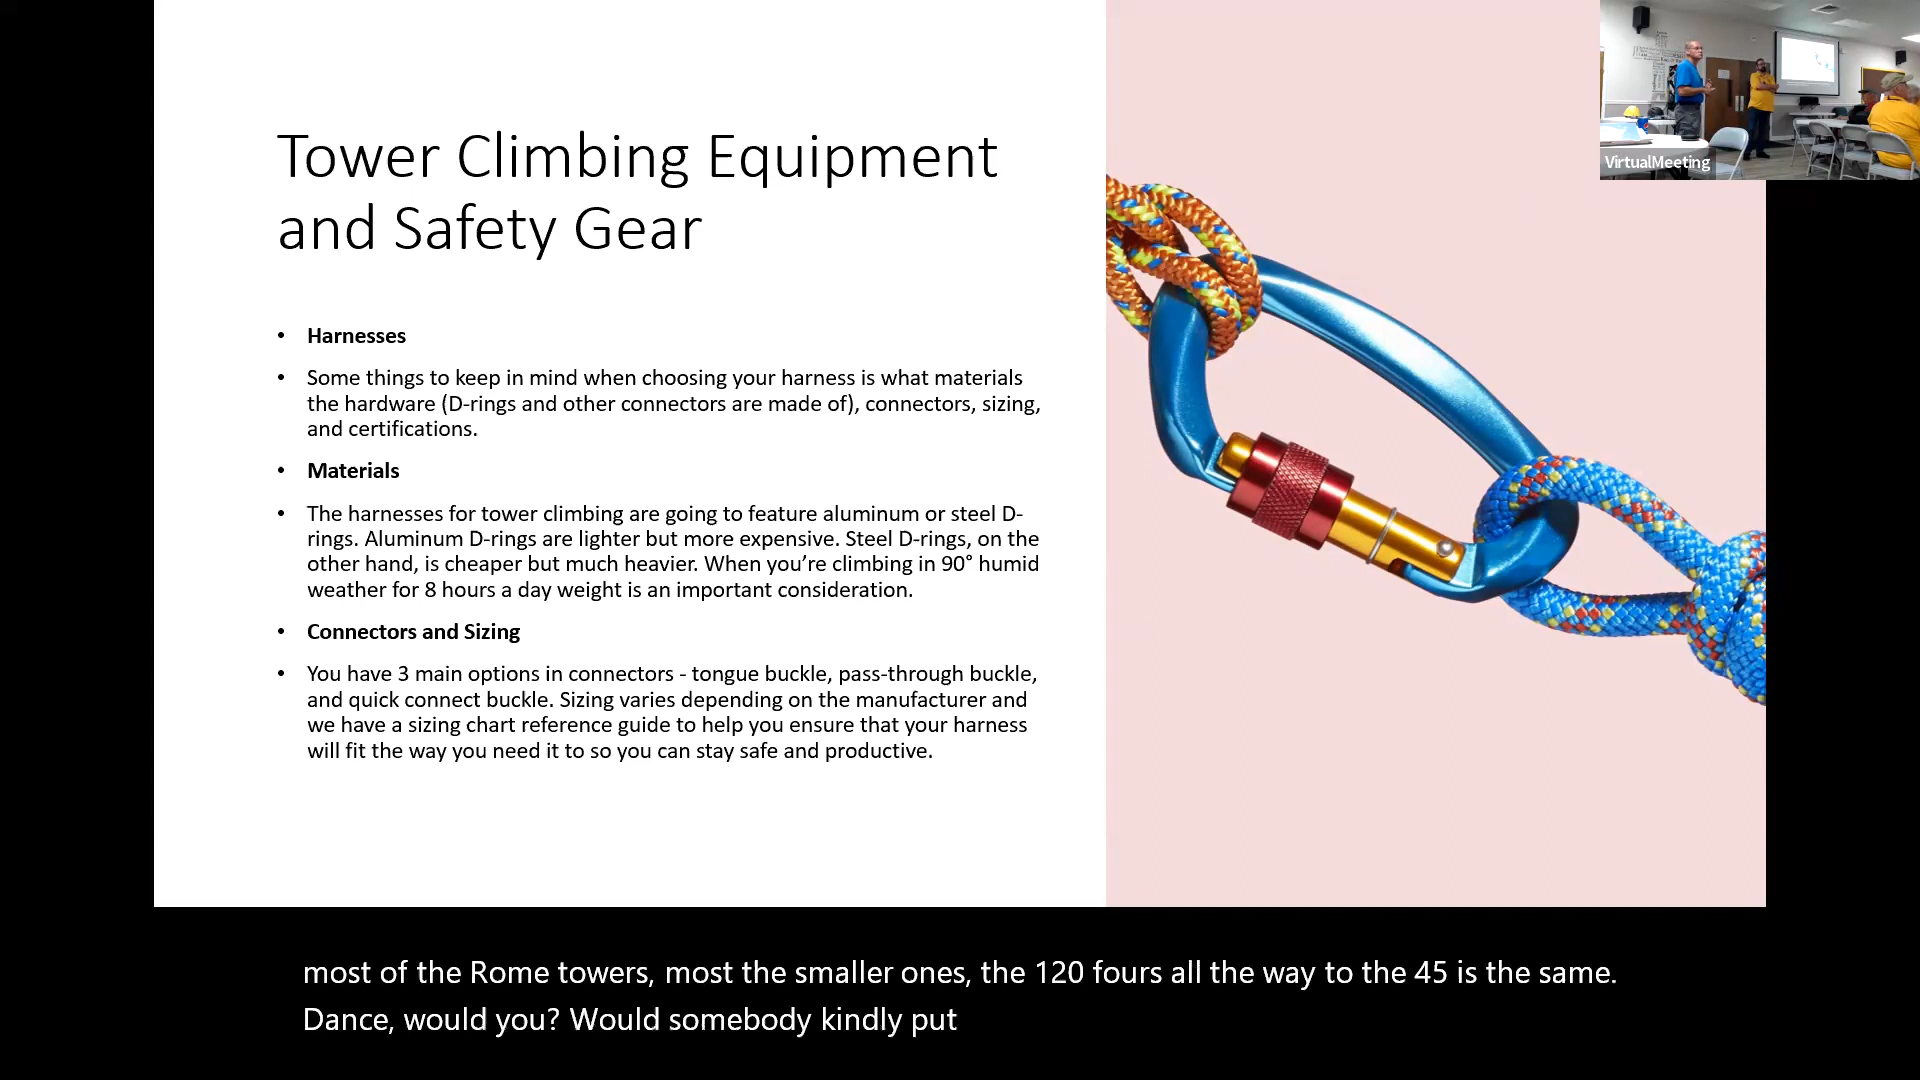 Tower Climbing Equipment
and Safety Gear
• Harnesses
• Some things to keep in mind when choosing your harness is what materials
the hardware (D-rings and other connectors are made of), connectors, sizing,
and certifications.
• Materials
• The harnesses for tower climbing are going to feature aluminum or steel D-
rings. Aluminum D-rings are lighter but more expensive. Steel D-rings, on the
other hand, is cheaper but much heavier. When you’re climbing in 90° humid
weather for 8 hours a day weight is an important consideration.
• Connectors and Sizing
• You have 3 main options in connectors - tongue buckle, pass-through buckle,
and quick connect buckle. Sizing varies depending on the manufacturer and
we have a sizing chart reference guide to help you ensure that your harness
will fit the way you need it to so you can stay safe and productive.
VirtualMeeting
most of the Rome towers, most the smaller ones, the 120 fours all the way to the 45 is the same.
Dance, would you? Would somebody kindly put